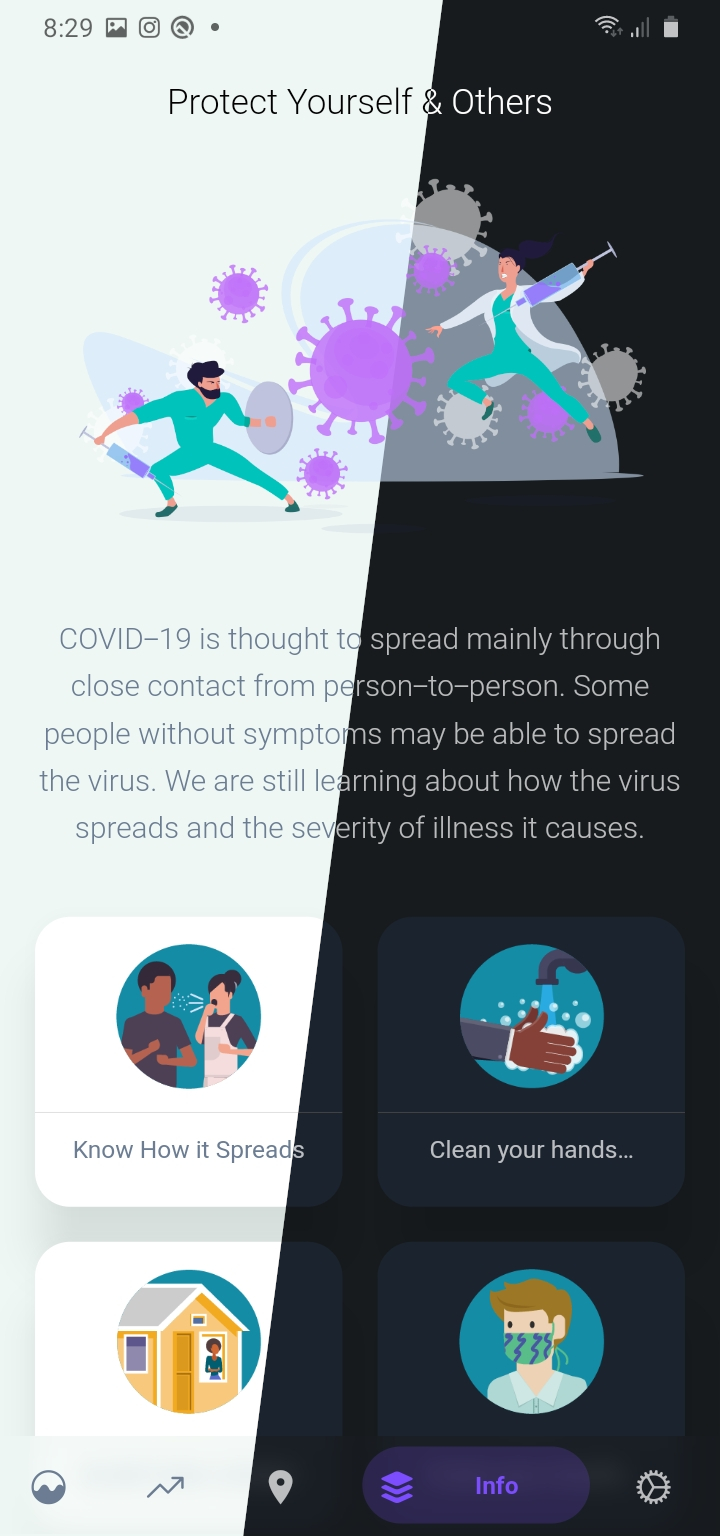 8:29
Protect Yourself & Others
COVID–19 is thought to spread mainly through
close contact from person–to–person. Some
people without symptoms may be able to spread
the virus. We are still learning about how the virus
spreads and the severity of illness it causes.
Know How it Spreads
Clean your hands...
Info